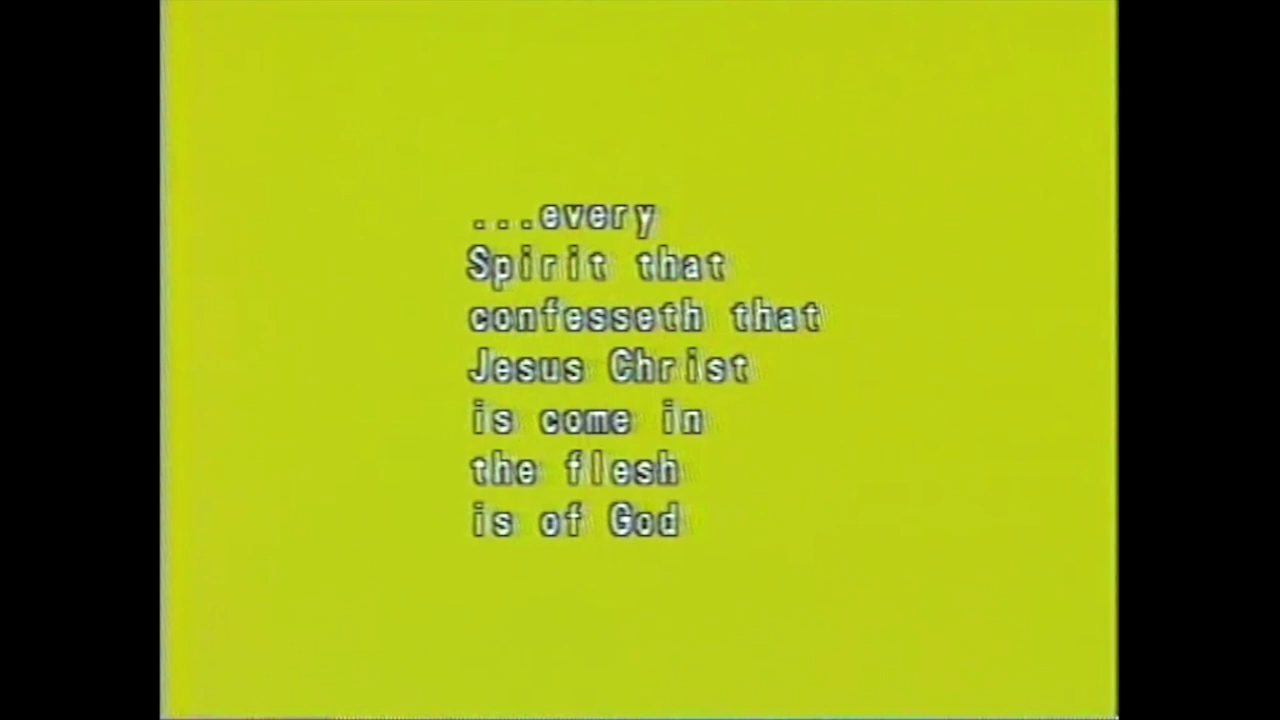 ...every
Spirit that
confesseth that
Jesus Christ
is come in
the flesh
is of God